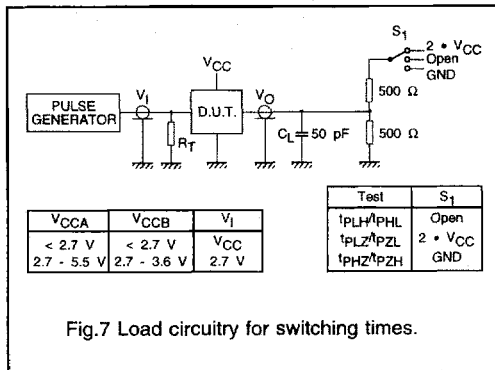 S1
2 • VCC
Open
GND
VCC
500 Ω
PULSE
GENERATOR
VI
D.U.T.
VO
RT
CL
50 pF
500 Ω
VCCA VCCB VI
< 2.7 V < 2.7 V VCC
2.7 - 5.5 V 2.7 - 3.6 V 2.7 V
Test S1
tPLH/tPHL Open
tPLZ/tPZL 2 • VCC
tPHZ/tPZH GND
Fig.7 Load circuitry for switching times.